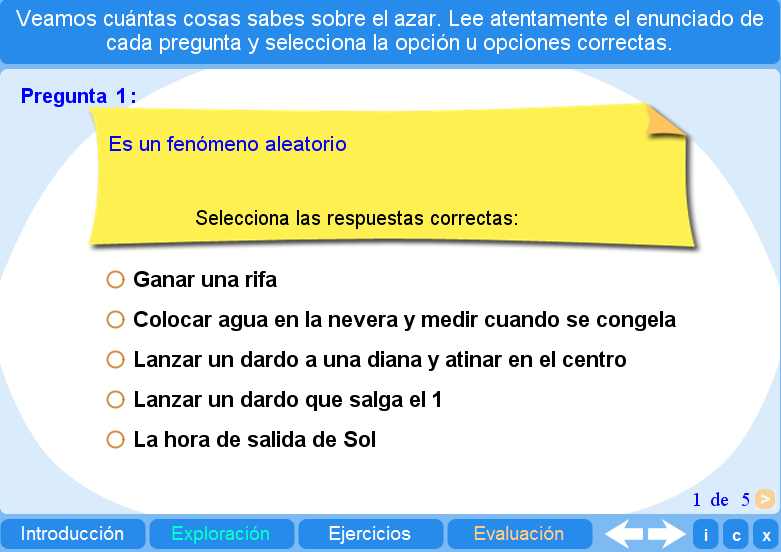 Veamos cuántas cosas sabes sobre el azar. Lee atentamente el enunciado de
cada pregunta y selecciona la opción u opciones correctas.
Pregunta 1:
Es un fenómeno aleatorio
Selecciona las respuestas correctas:
Ganar una rifa
Colocar agua en la nevera y medir cuando se congela
Lanzar un dardo a una diana y atinar en el centro
Lanzar un dardo que salga el 1
La hora de salida de Sol
1 de 5 >
Introducción Exploración Ejercicios Evaluación i c x